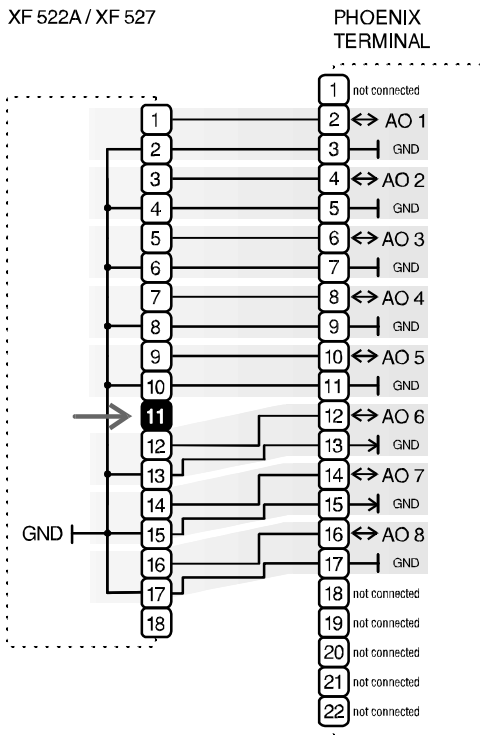 XF 522A / XF 527
PHOENIX
TERMINAL
1 not connected
1 2 AO 1
2 3 GND
3 4 AO 2
4 5 GND
5 6 AO 3
6 7 GND
7 8 AO 4
8 9 GND
9 10 AO 5
10 11 GND
11 12 AO 6
12 13 GND
13 14 AO 7
14 15 GND
GND 15 16 AO 8
16 17 GND
17 18 not connected
18 19 not connected
20 not connected
21 not connected
22 not connected